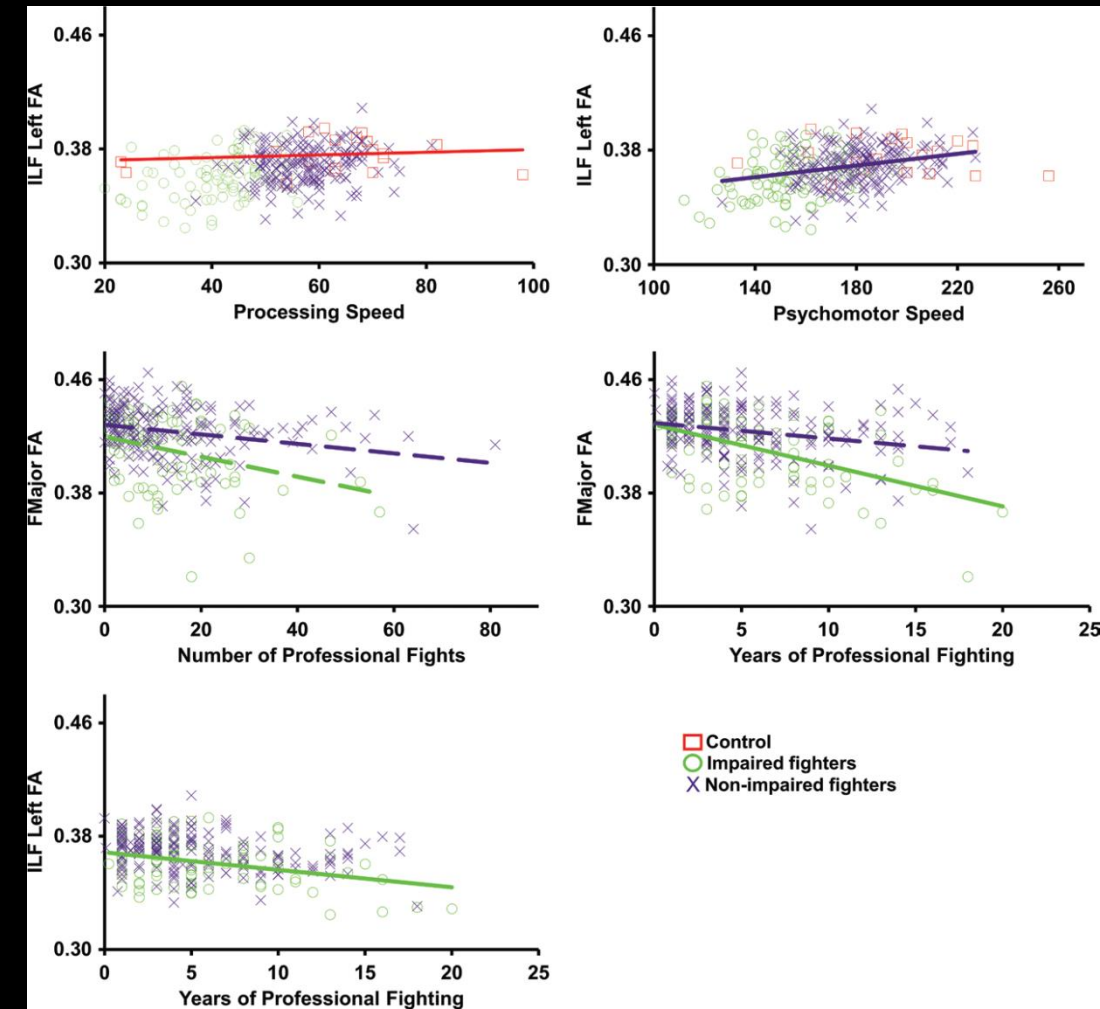 0.46
0.38
0.30
ILF Left FA
20 40 60 80 100
Processing Speed
0.46
0.38
0.30
ILF Left FA
100 140 180 220 260
Psychomotor Speed
0.46
0.38
0.30
FMajor FA
0 20 40 60 80
Number of Professional Fights
0.46
0.38
0.30
FMajor FA
0 5 10 15 20 25
Years of Professional Fighting
0.46
0.38
0.30
ILF Left FA
0 5 10 15 20 25
Years of Professional Fighting
Control
Impaired fighters
Non-impaired fighters